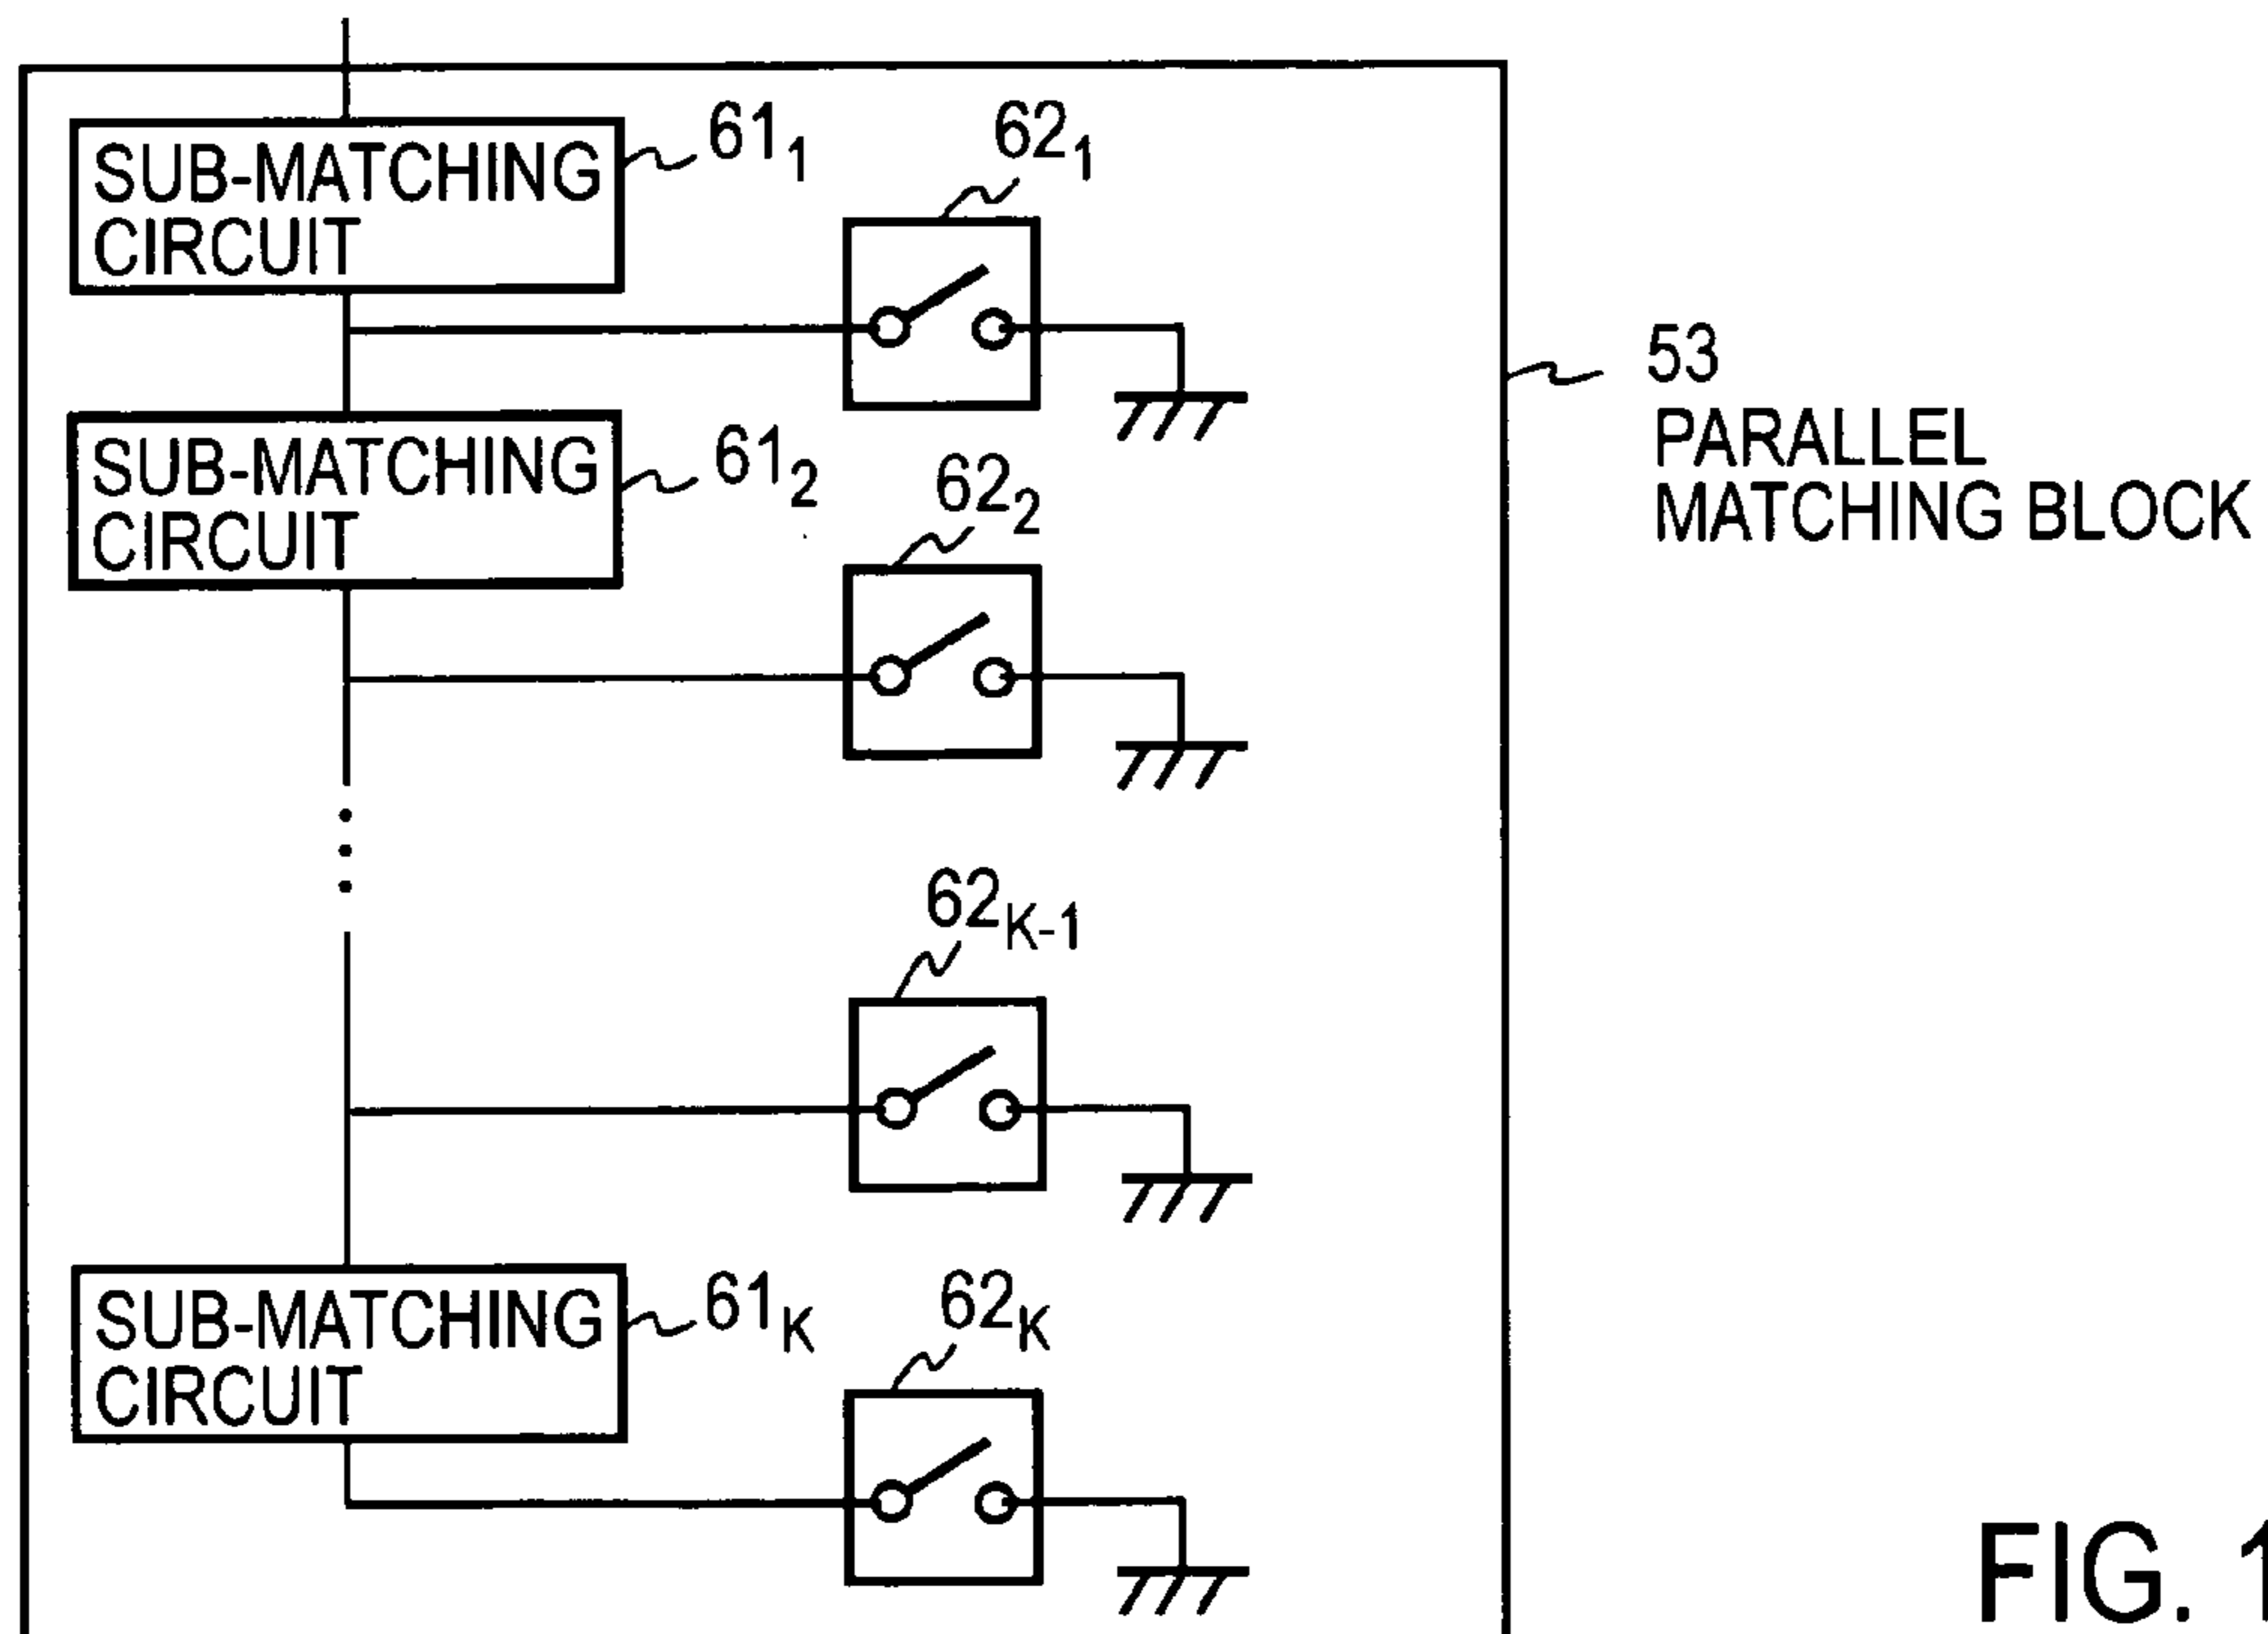 SUB-MATCHING
CIRCUIT
61₁
62₁
53
PARALLEL
MATCHING BLOCK
SUB-MATCHING
CIRCUIT
61₂
62₂
62K-1
SUB-MATCHING
CIRCUIT
61K
62K
FIG. 1